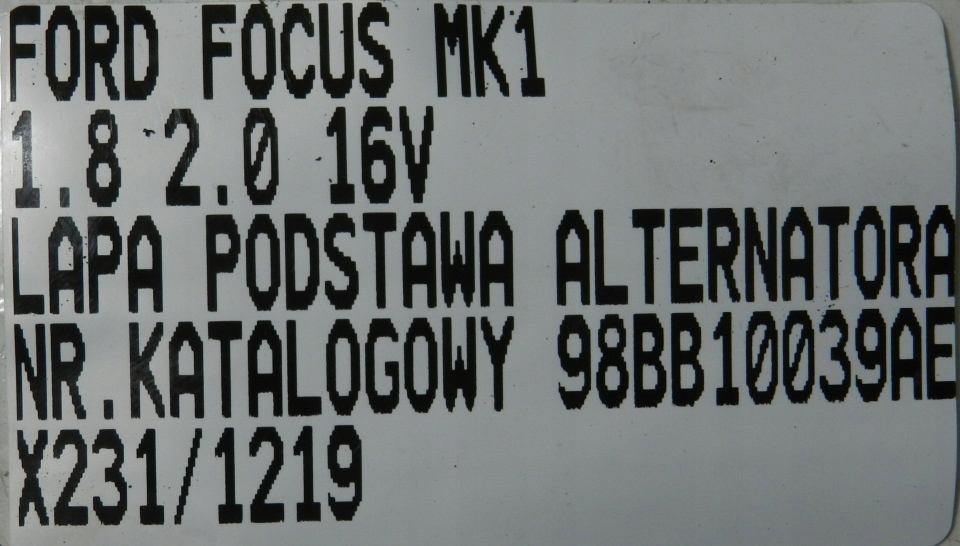 FORD FOCUS MK1
1.8 2.0 16V
LAPA PODSTAWA ALTERNATORA
NR.KATALOGOWY 98BB10039AE
X231/1219